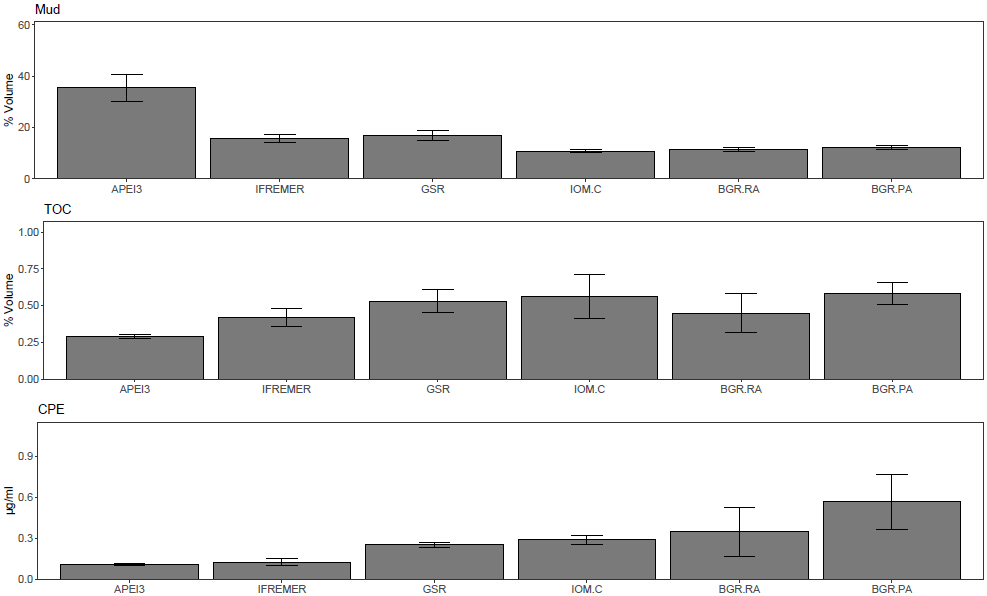 Mud
60
40
20
0
% Volume
APEI3 IFREMER GSR IOM.C BGR.RA BGR.PA
TOC
1.00
0.75
0.50
0.25
0.00
% Volume
APEI3 IFREMER GSR IOM.C BGR.RA BGR.PA
CPE
0.9
0.6
0.3
0.0
µg/ml
APEI3 IFREMER GSR IOM.C BGR.RA BGR.PA